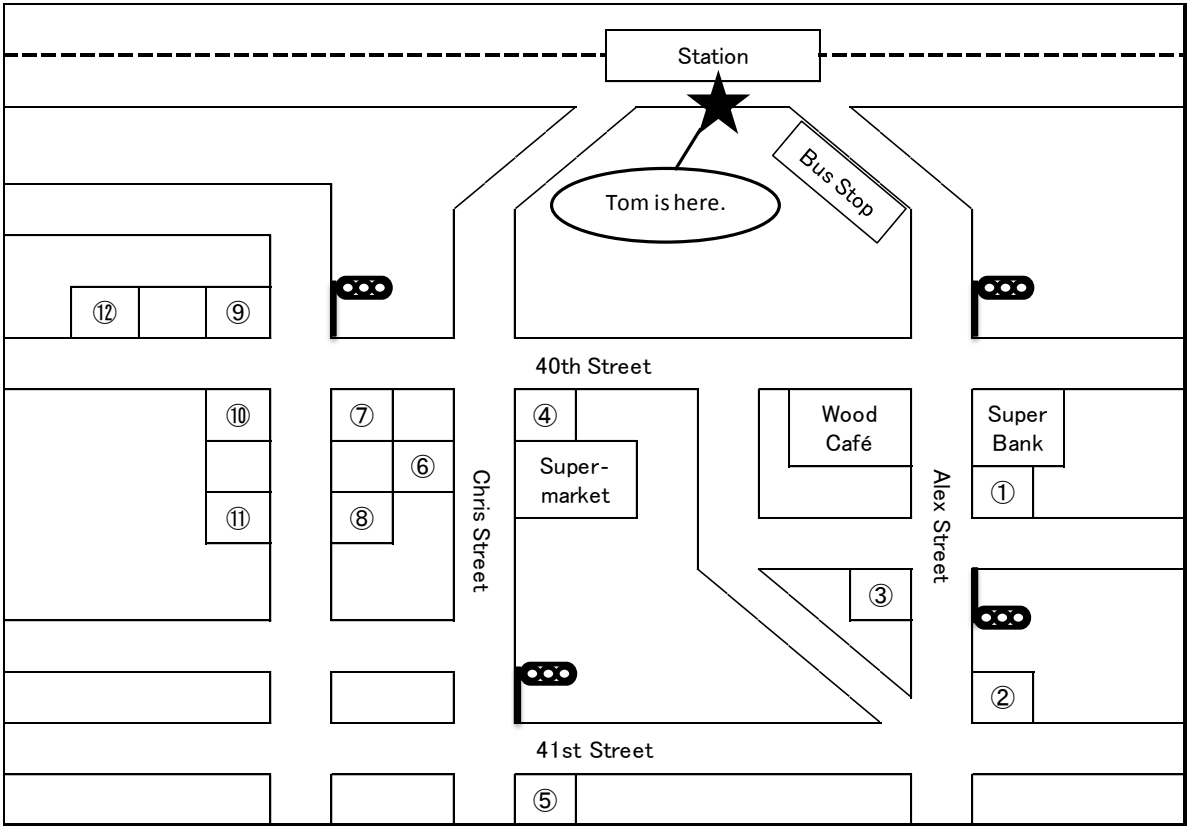 Station
Bus Stop
Tom is here.
⑫
⑨
40th Street
⑩
⑦
④
Wood
Café
Super
Bank
⑥
Super-
market
Chris Street
Alex Street
①
⑪
⑧
③
②
41st Street
⑤